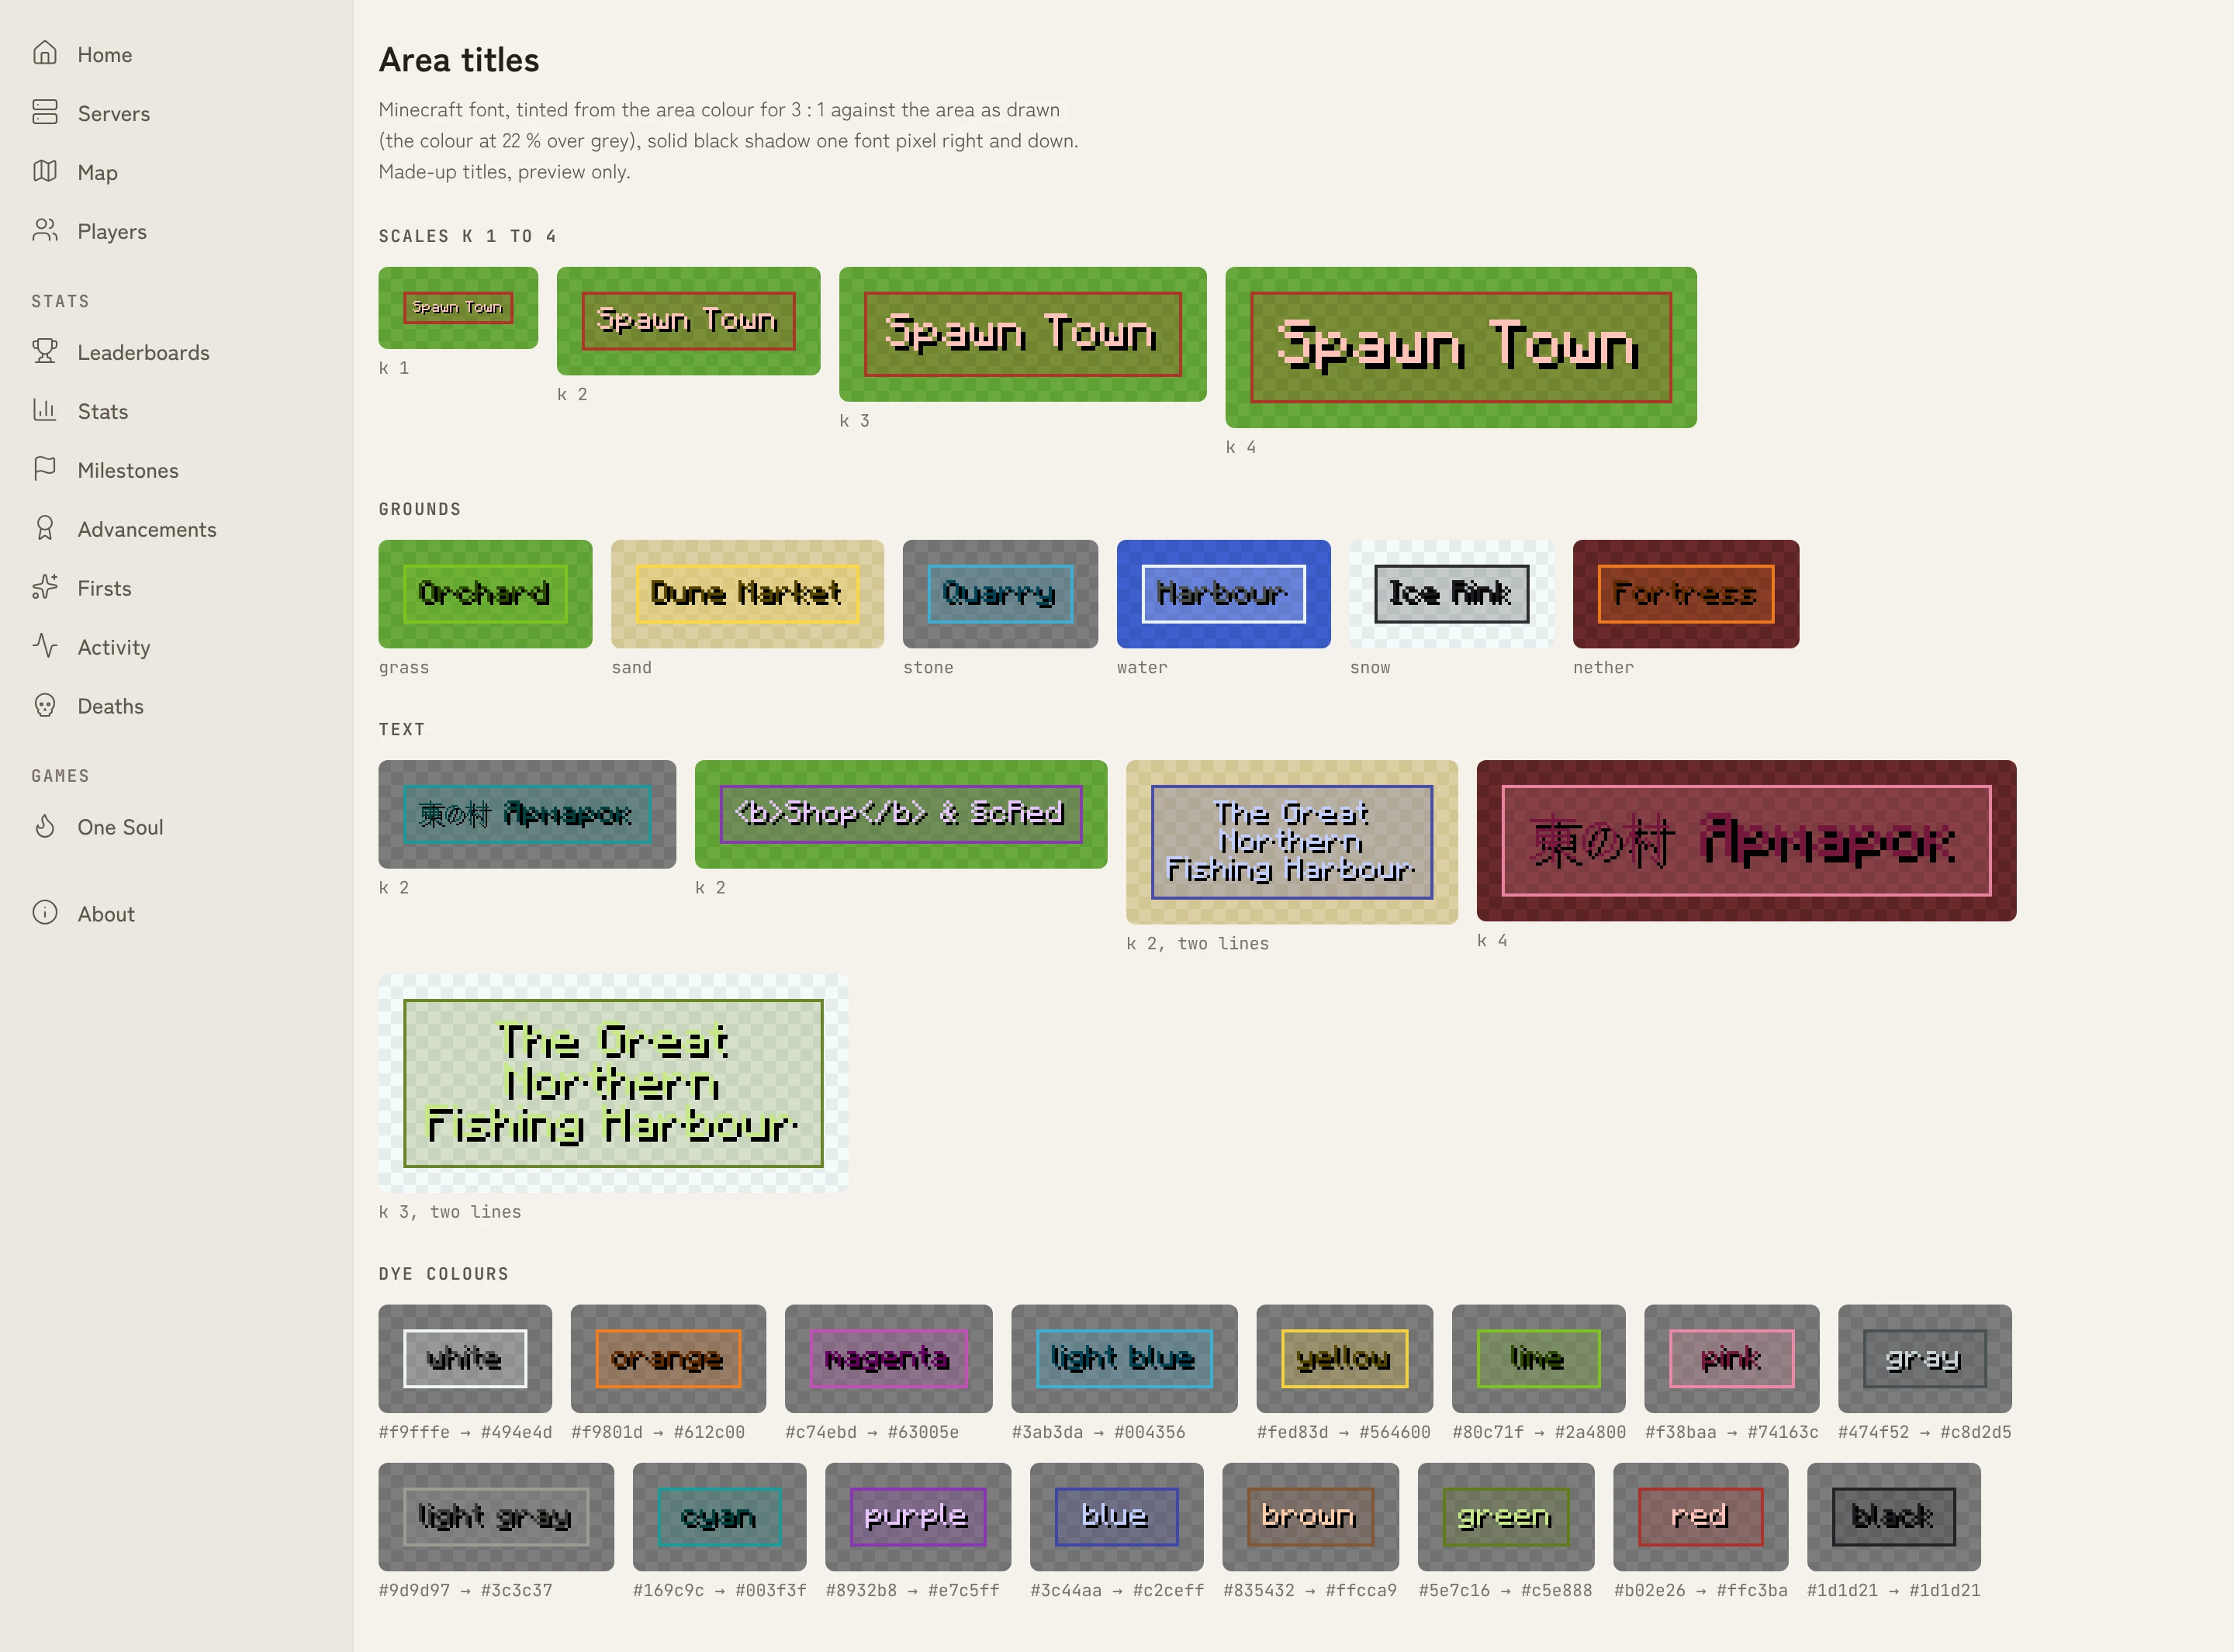 Home
Servers
Map
Players
STATS
Leaderboards
Stats
Milestones
Advancements
Firsts
Activity
Deaths
GAMES
One Soul
About
Area titles
Minecraft font, tinted from the area colour for 3 : 1 against the area as drawn
(the colour at 22 % over grey), solid black shadow one font pixel right and down.
Made-up titles, preview only.
SCALES K 1 TO 4
Spawn Town
Spawn Town
Spawn Town
Spawn Town
k 1
k 2
k 3
k 4
GROUNDS
Orchard
Dune Market
Quarry
Harbour
Ice Rink
Fortress
grass
sand
stone
water
snow
nether
TEXT
東の村 Ярмарок
<b>Shop</b> & Sçñed
The Great
Northern
Fishing Harbour
東の村 Ярмарок
k 2
k 2
k 2, two lines
k 4
The Great
Northern
Fishing Harbour
k 3, two lines
DYE COLOURS
white
orange
magenta
light blue
yellow
lime
pink
gray
#f9fffe → #494e4d
#f9801d → #612c00
#c74ebd → #63005e
#3ab3da → #004356
#fed83d → #564600
#80c71f → #2a4800
#f38baa → #74163c
#474f52 → #c8d2d5
light gray
cyan
purple
blue
brown
green
red
black
#9d9d97 → #3c3c37
#169c9c → #003f3f
#8932b8 → #e7c5ff
#3c44aa → #c2ceff
#835432 → #ffcca9
#5e7c16 → #c5e888
#b02e26 → #ffc3ba
#1d1d21 → #1d1d21